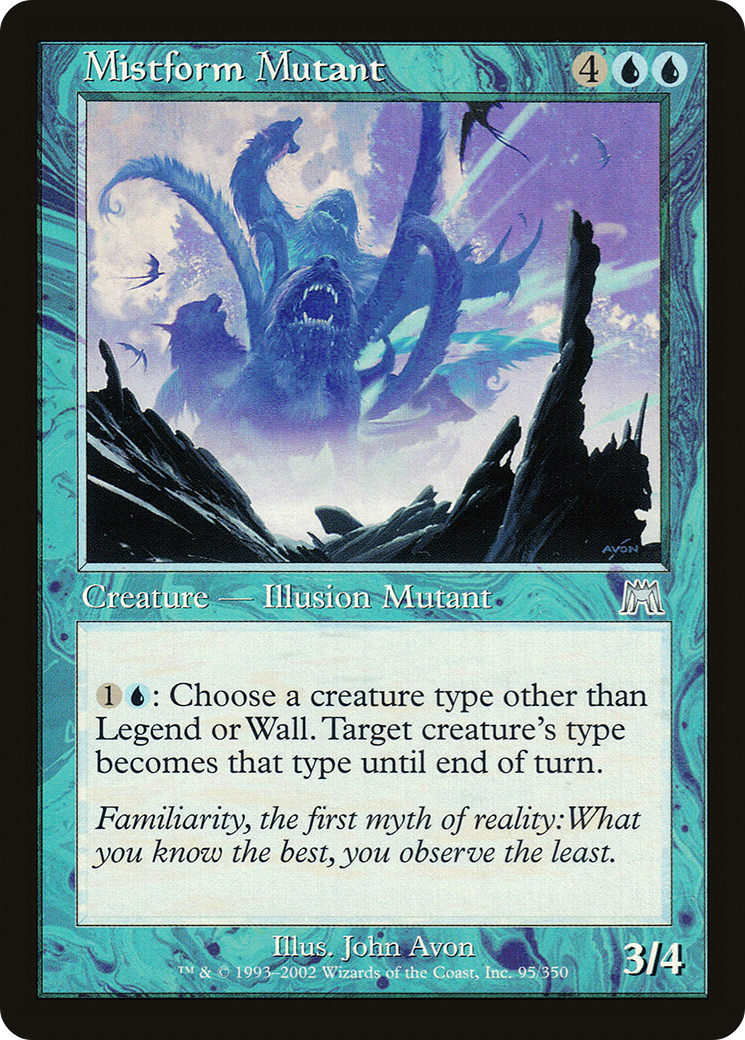 Mistform Mutant
4
AVON
Creature — Illusion Mutant
1 : Choose a creature type other than
Legend or Wall. Target creature's type
becomes that type until end of turn.
Familiarity, the first myth of reality: What
you know the best, you observe the least.
Illus. John Avon
™ & © 1993–2002 Wizards of the Coast, Inc. 95/350
3/4